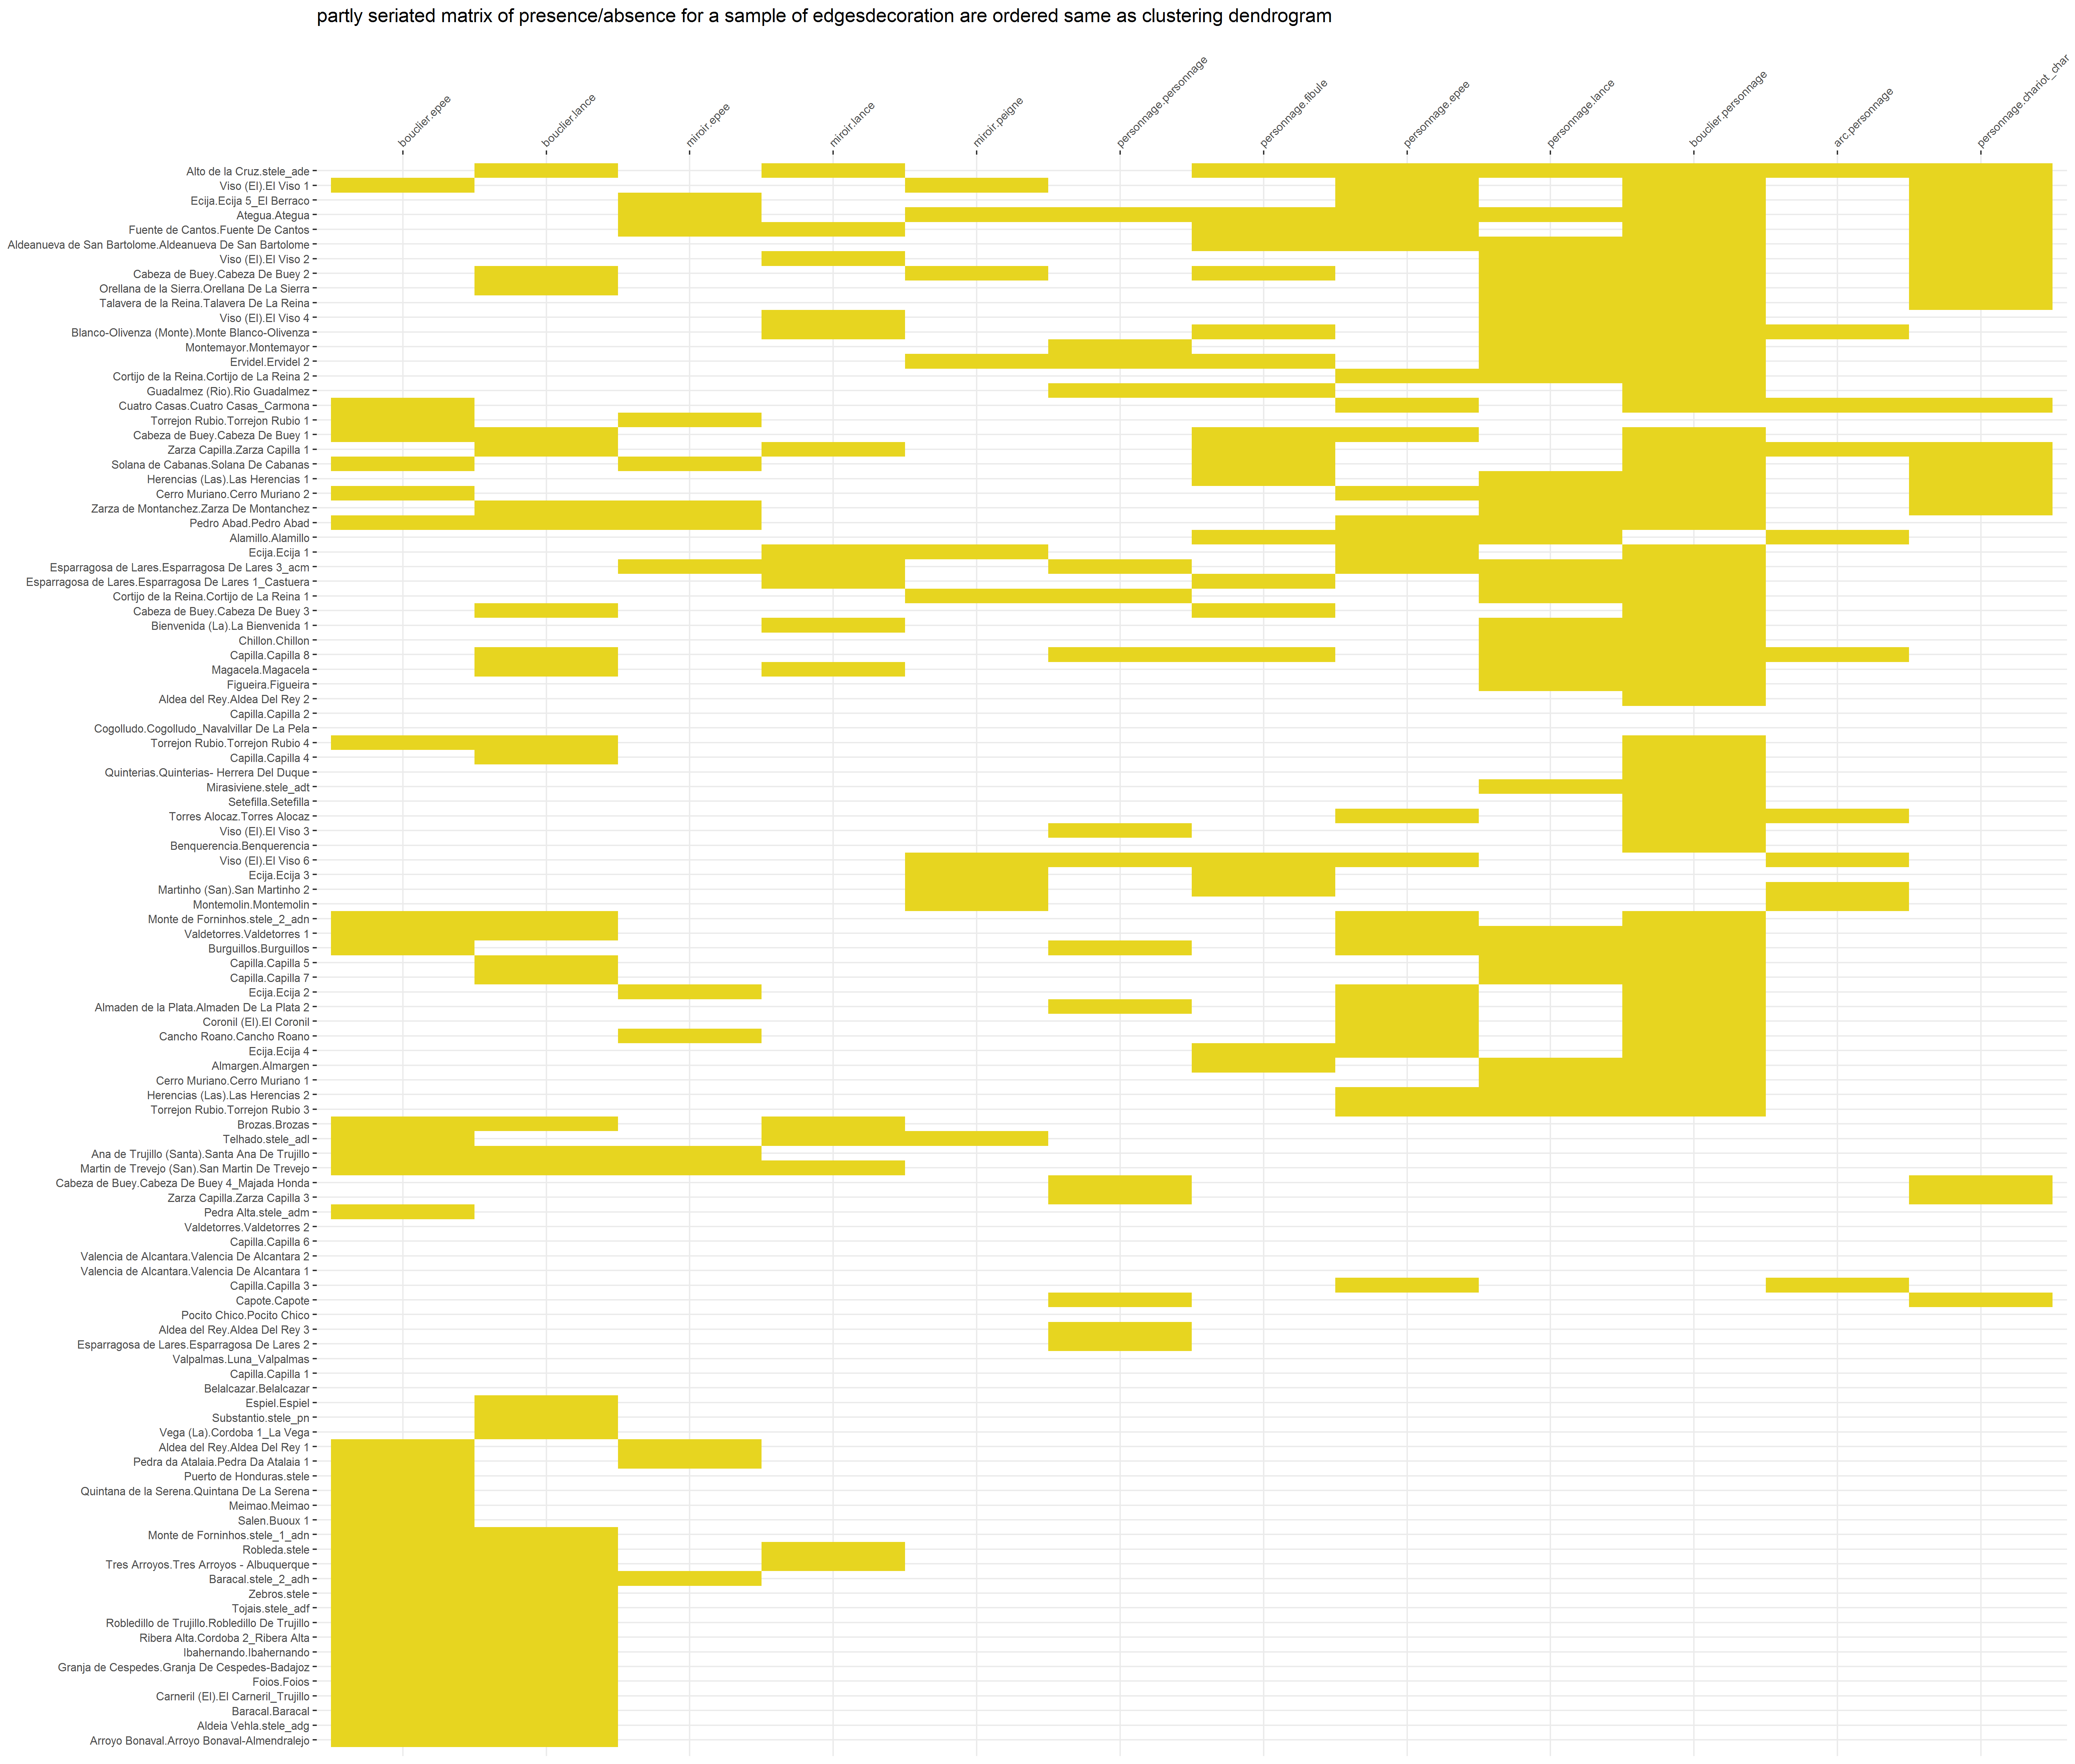 partly seriated matrix of presence/absence for a sample of edgesdecoration are ordered same as clustering dendrogram
bouclier.epee
bouclier.lance
miroir.epee
miroir.lance
miroir.peigne
personnage.personnage
personnage.fibule
personnage.epee
personnage.lance
bouclier.personnage
arc.personnage
personnage.chariot_char
Alto de la Cruz.stele_ade
Viso (El).El Viso 1
Ecija.Ecija 5_El Berraco
Ategua.Ategua
Fuente de Cantos.Fuente De Cantos
Aldeanueva de San Bartolome.Aldeanueva De San Bartolome
Viso (El).El Viso 2
Cabeza de Buey.Cabeza De Buey 2
Orellana de la Sierra.Orellana De La Sierra
Talavera de la Reina.Talavera De La Reina
Viso (El).El Viso 4
Blanco-Olivenza (Monte).Monte Blanco-Olivenza
Montemayor.Montemayor
Ervidel.Ervidel 2
Cortijo de la Reina.Cortijo de La Reina 2
Guadalmez (Rio).Rio Guadalmez
Cuatro Casas.Cuatro Casas_Carmona
Torrejon Rubio.Torrejon Rubio 1
Cabeza de Buey.Cabeza De Buey 1
Zarza Capilla.Zarza Capilla 1
Solana de Cabanas.Solana De Cabanas
Herencias (Las).Las Herencias 1
Cerro Muriano.Cerro Muriano 2
Zarza de Montanchez.Zarza De Montanchez
Pedro Abad.Pedro Abad
Alamillo.Alamillo
Ecija.Ecija 1
Esparragosa de Lares.Esparragosa De Lares 3_acm
Esparragosa de Lares.Esparragosa De Lares 1_Castuera
Cortijo de la Reina.Cortijo de La Reina 1
Cabeza de Buey.Cabeza De Buey 3
Bienvenida (La).La Bienvenida 1
Chillon.Chillon
Capilla.Capilla 8
Magacela.Magacela
Figueira.Figueira
Aldea del Rey.Aldea Del Rey 2
Capilla.Capilla 2
Cogolludo.Cogolludo_Navalvillar De La Pela
Torrejon Rubio.Torrejon Rubio 4
Capilla.Capilla 4
Quinterias.Quinterias- Herrera Del Duque
Mirasiviene.stele_adt
Setefilla.Setefilla
Torres Alocaz.Torres Alocaz
Viso (El).El Viso 3
Benquerencia.Benquerencia
Viso (El).El Viso 6
Ecija.Ecija 3
Martinho (San).San Martinho 2
Montemolin.Montemolin
Monte de Forninhos.stele_2_adn
Valdetorres.Valdetorres 1
Burguillos.Burguillos
Capilla.Capilla 5
Capilla.Capilla 7
Ecija.Ecija 2
Almaden de la Plata.Almaden De La Plata 2
Coronil (El).El Coronil
Cancho Roano.Cancho Roano
Ecija.Ecija 4
Almargen.Almargen
Cerro Muriano.Cerro Muriano 1
Herencias (Las).Las Herencias 2
Torrejon Rubio.Torrejon Rubio 3
Brozas.Brozas
Telhado.stele_adl
Ana de Trujillo (Santa).Santa Ana De Trujillo
Martin de Trevejo (San).San Martin De Trevejo
Cabeza de Buey.Cabeza De Buey 4_Majada Honda
Zarza Capilla.Zarza Capilla 3
Pedra Alta.stele_adm
Valdetorres.Valdetorres 2
Capilla.Capilla 6
Valencia de Alcantara.Valencia De Alcantara 2
Valencia de Alcantara.Valencia De Alcantara 1
Capilla.Capilla 3
Capote.Capote
Pocito Chico.Pocito Chico
Aldea del Rey.Aldea Del Rey 3
Esparragosa de Lares.Esparragosa De Lares 2
Valpalmas.Luna_Valpalmas
Capilla.Capilla 1
Belalcazar.Belalcazar
Espiel.Espiel
Substantio.stele_pn
Vega (La).Cordoba 1_La Vega
Aldea del Rey.Aldea Del Rey 1
Pedra da Atalaia.Pedra Da Atalaia 1
Puerto de Honduras.stele
Quintana de la Serena.Quintana De La Serena
Meimao.Meimao
Salen.Buoux 1
Monte de Forninhos.stele_1_adn
Robleda.stele
Tres Arroyos.Tres Arroyos - Albuquerque
Baracal.stele_2_adh
Zebros.stele
Tojais.stele_adf
Robledillo de Trujillo.Robledillo De Trujillo
Ribera Alta.Cordoba 2_Ribera Alta
Ibahernando.Ibahernando
Granja de Cespedes.Granja De Cespedes-Badajoz
Foios.Foios
Carneril (El).El Carneril_Trujillo
Baracal.Baracal
Aldeia Vehla.stele_adg
Arroyo Bonaval.Arroyo Bonaval-Almendralejo